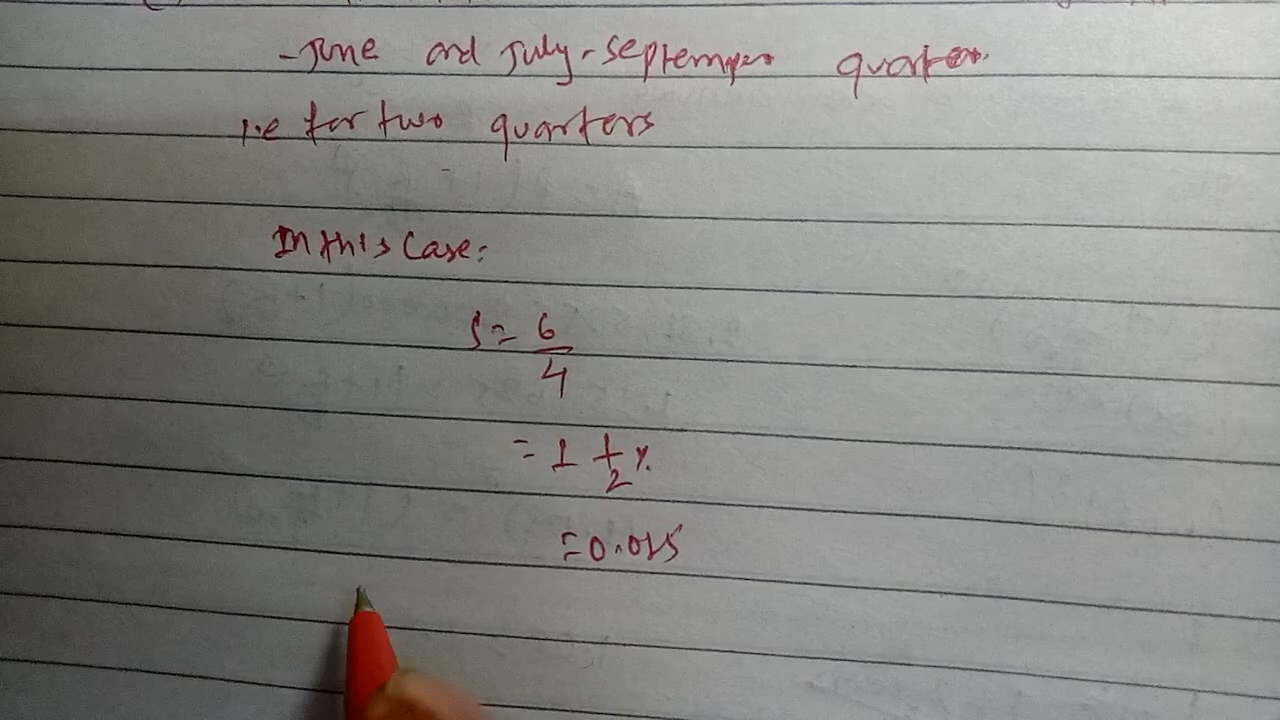 -June and July-septemper quarter.
i.e for two quarters
In this Case:
S = 6/4
= 1 1/2 %
= 0.015